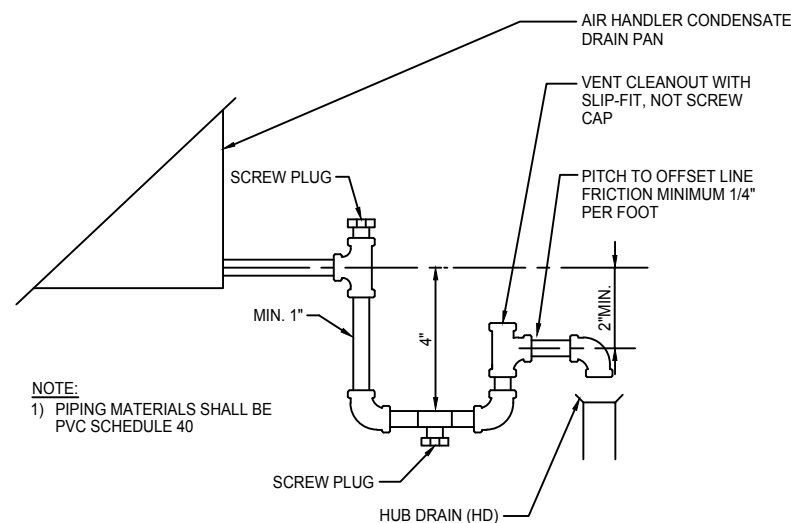 AIR HANDLER CONDENSATE
DRAIN PAN
VENT CLEANOUT WITH
SLIP-FIT, NOT SCREW
CAP
SCREW PLUG
PITCH TO OFFSET LINE
FRICTION MINIMUM 1/4"
PER FOOT
MIN. 1"
4"
2"MIN.
NOTE:
1) PIPING MATERIALS SHALL BE
PVC SCHEDULE 40
SCREW PLUG
HUB DRAIN (HD)